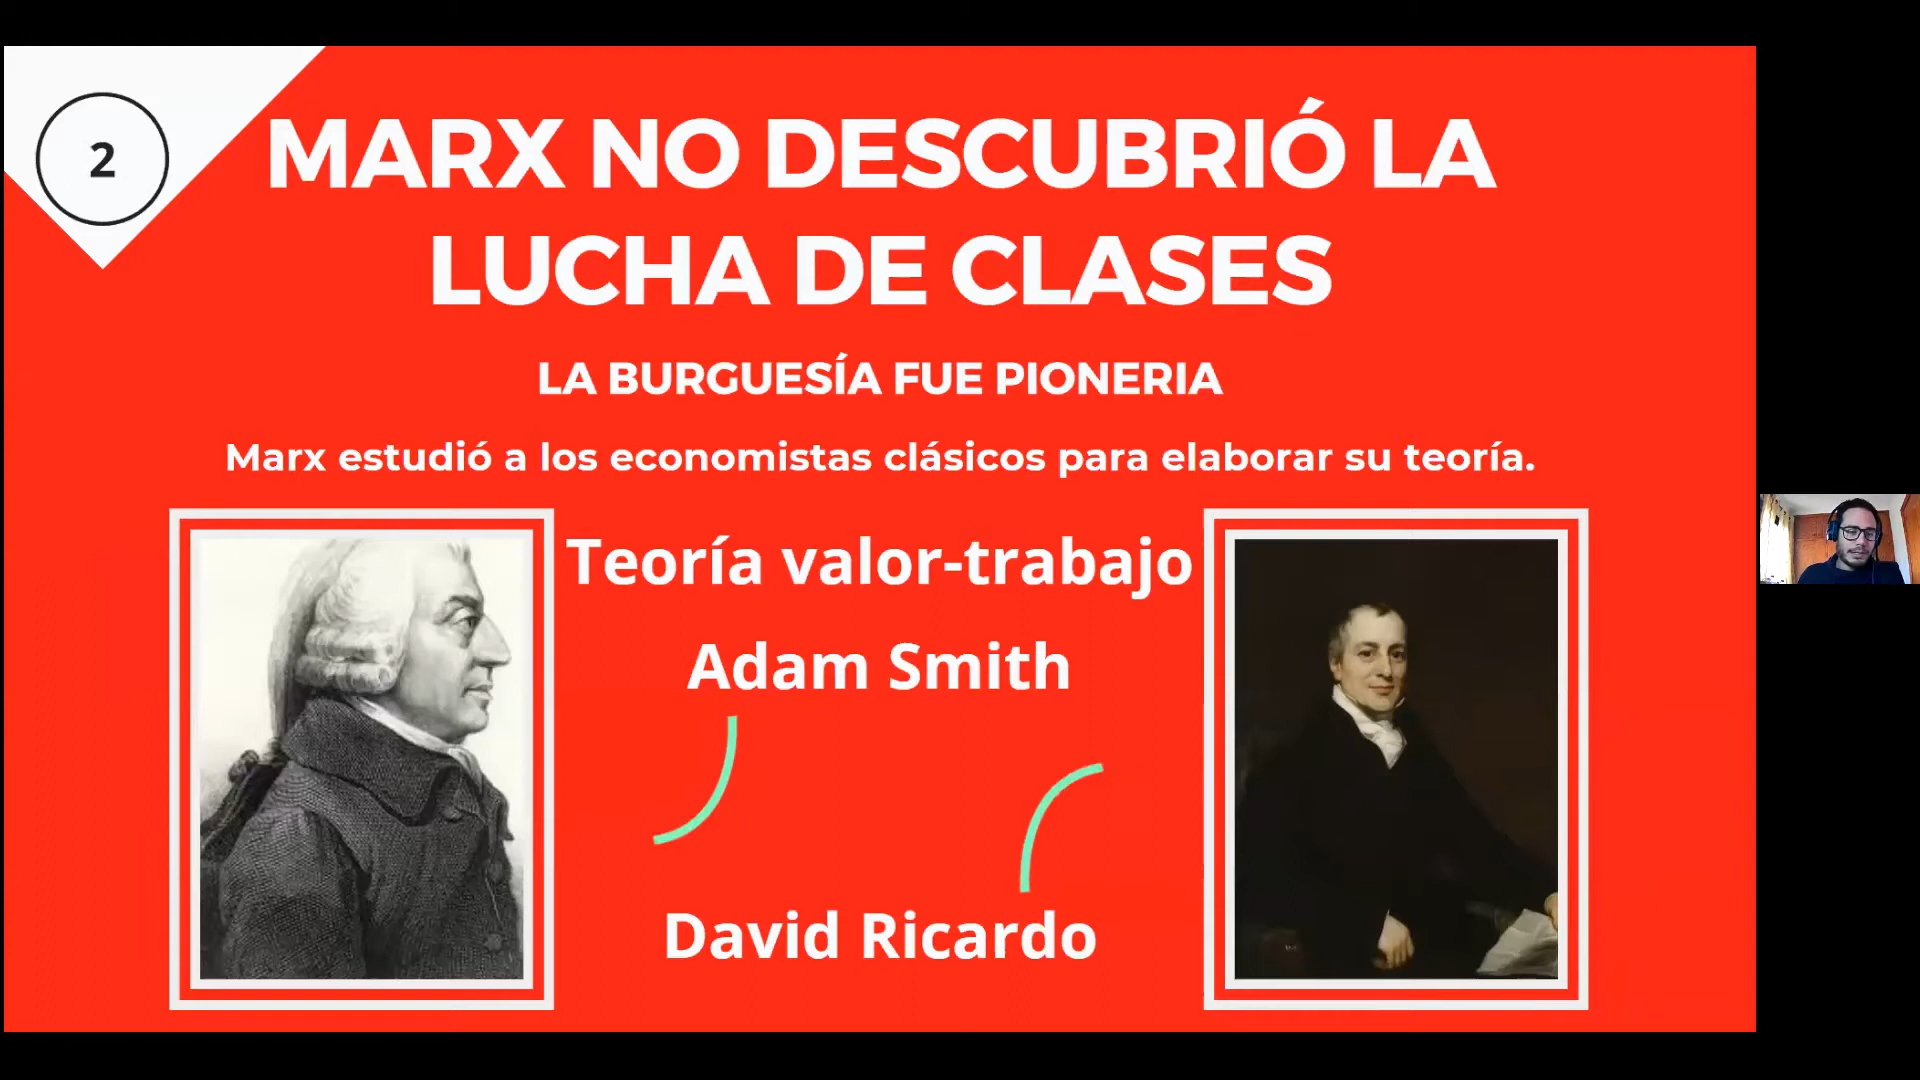 2
MARX NO DESCUBRIÓ LA
LUCHA DE CLASES
LA BURGUESÍA FUE PIONERIA
Marx estudió a los economistas clásicos para elaborar su teoría.
Teoría valor-trabajo
Adam Smith
David Ricardo